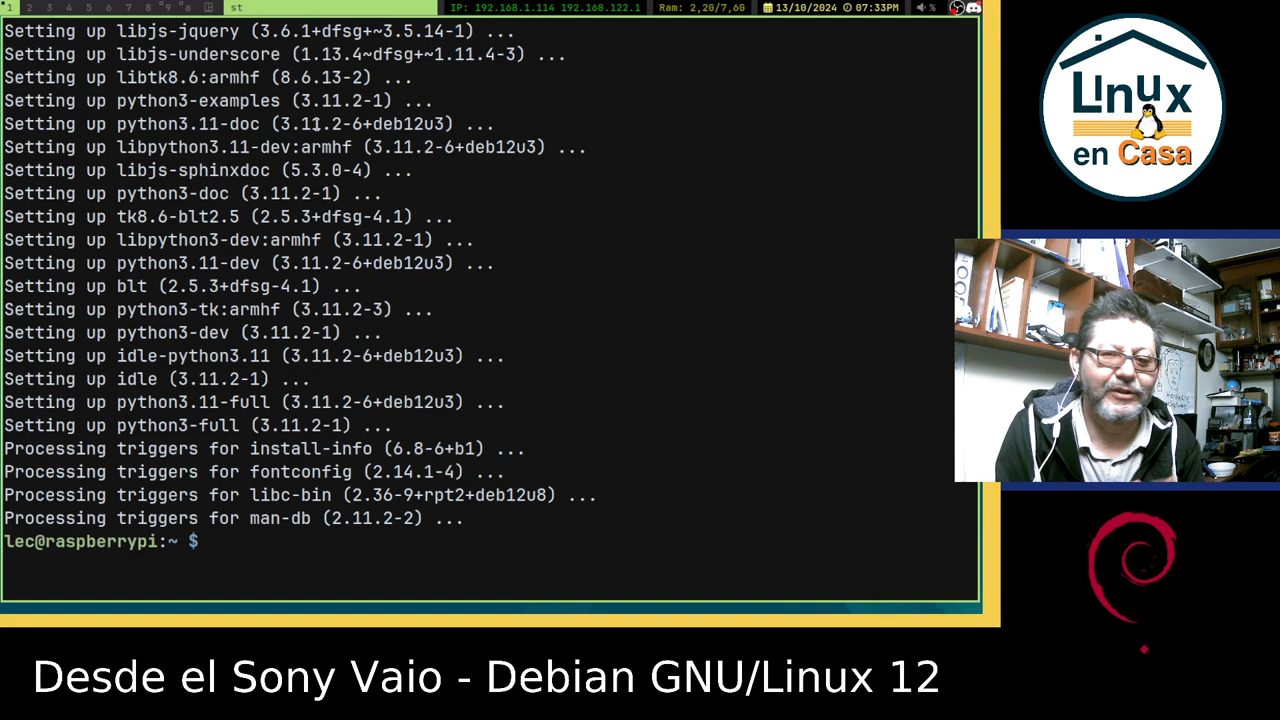 1 2 3 4 5 6 7 8 9 a st IP: 192.168.1.114 192.168.122.1 Ram: 2,20/7,60 13/10/2024 07:33PM %
Setting up libjs-jquery (3.6.1+dfsg+~3.5.14-1) ...
Setting up libjs-underscore (1.13.4~dfsg+~1.11.4-3) ...
Setting up libtk8.6:armhf (8.6.13-2) ...
Setting up python3-examples (3.11.2-1) ...
Setting up python3.11-doc (3.11.2-6+deb12u3) ...
Setting up libpython3.11-dev:armhf (3.11.2-6+deb12u3) ...
Setting up libjs-sphinxdoc (5.3.0-4) ...
Setting up python3-doc (3.11.2-1) ...
Setting up tk8.6-blt2.5 (2.5.3+dfsg-4.1) ...
Setting up libpython3-dev:armhf (3.11.2-1) ...
Setting up python3.11-dev (3.11.2-6+deb12u3) ...
Setting up blt (2.5.3+dfsg-4.1) ...
Setting up python3-tk:armhf (3.11.2-3) ...
Setting up python3-dev (3.11.2-1) ...
Setting up idle-python3.11 (3.11.2-6+deb12u3) ...
Setting up idle (3.11.2-1) ...
Setting up python3.11-full (3.11.2-6+deb12u3) ...
Setting up python3-full (3.11.2-1) ...
Processing triggers for install-info (6.8-6+b1) ...
Processing triggers for fontconfig (2.14.1-4) ...
Processing triggers for libc-bin (2.36-9+rpt2+deb12u8) ...
Processing triggers for man-db (2.11.2-2) ...
lec@raspberrypi:~ $
Linux
en Casa
Desde el Sony Vaio - Debian GNU/Linux 12